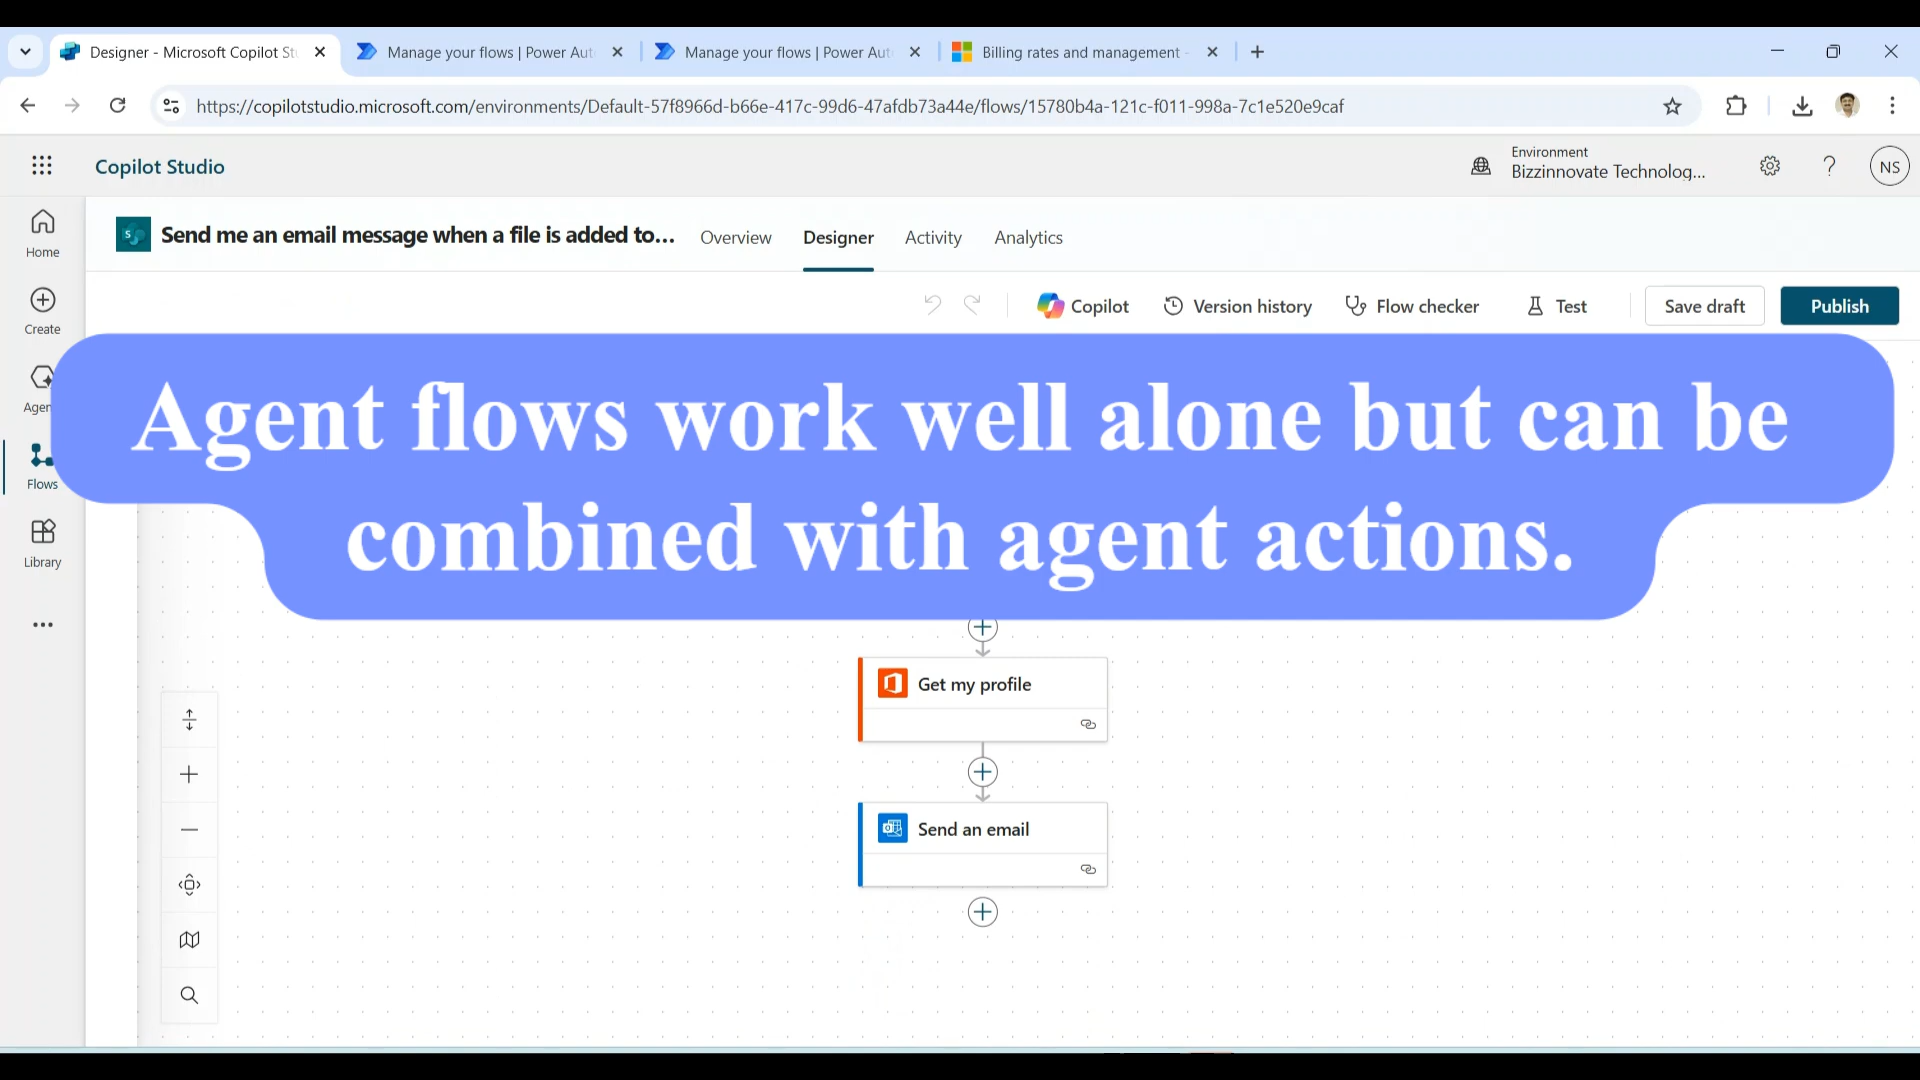 Designer - Microsoft Copilot St
Manage your flows | Power Aut
Manage your flows | Power Aut
Billing rates and management -
https://copilotstudio.microsoft.com/environments/Default-57f8966d-b66e-417c-99d6-47afdb73a44e/flows/15780b4a-121c-f011-998a-7c1e520e9caf
Copilot Studio
Environment
Bizzinnovate Technolog...
NS
Home
Create
Agen
Flows
Library
Send me an email message when a file is added to...
Overview
Designer
Activity
Analytics
Copilot
Version history
Flow checker
Test
Save draft
Publish
Agent flows work well alone but can be
combined with agent actions.
Get my profile
Send an email